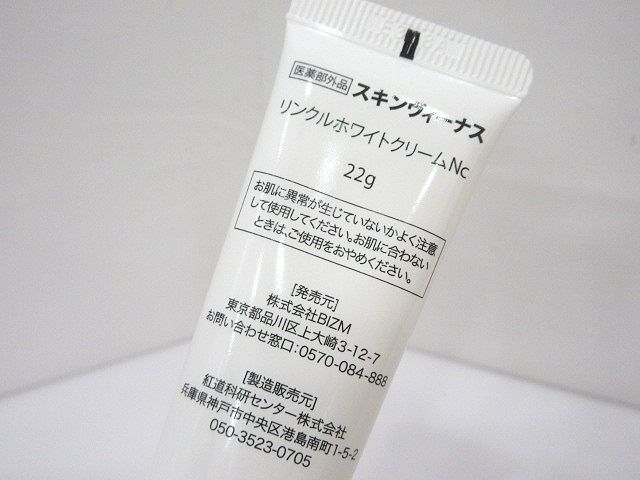 医薬部外品 スキンヴィーナス
リンクルホワイトクリームNc
22g
お肌に異常が生じていないかよく注意
して使用してください。お肌に合わない
ときは、ご使用をおやめください。
[発売元]
株式会社BIZM
東京都品川区上大崎3-12-7
お問い合わせ窓口:0570-084-888
[製造販売元]
紅道科研センター株式会社
兵庫県神戸市中央区港島南町1-5-2
050-3523-0705